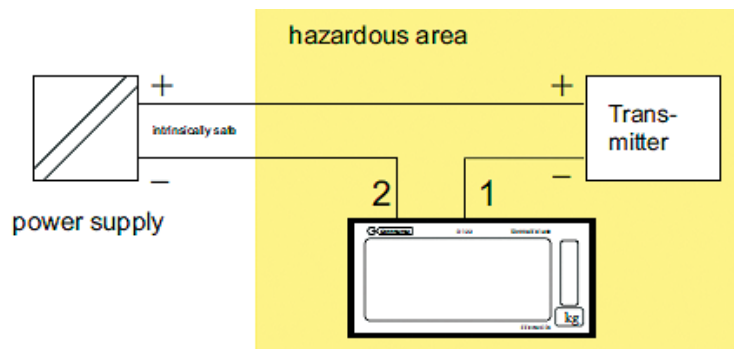 hazardous area
+
+
intrinsically safe
Trans-
mitter
−
2
1
−
power supply
kg